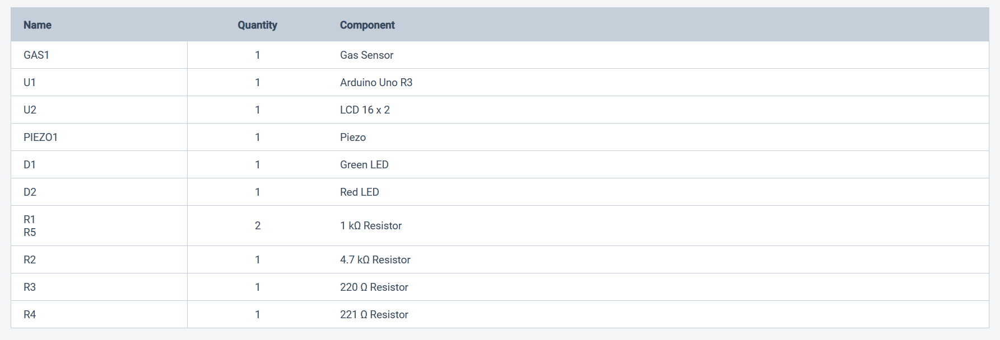 Name Quantity Component
GAS1 1 Gas Sensor
U1 1 Arduino Uno R3
U2 1 LCD 16 x 2
PIEZO1 1 Piezo
D1 1 Green LED
D2 1 Red LED
R1
R5 2 1 kΩ Resistor
R2 1 4.7 kΩ Resistor
R3 1 220 Ω Resistor
R4 1 221 Ω Resistor